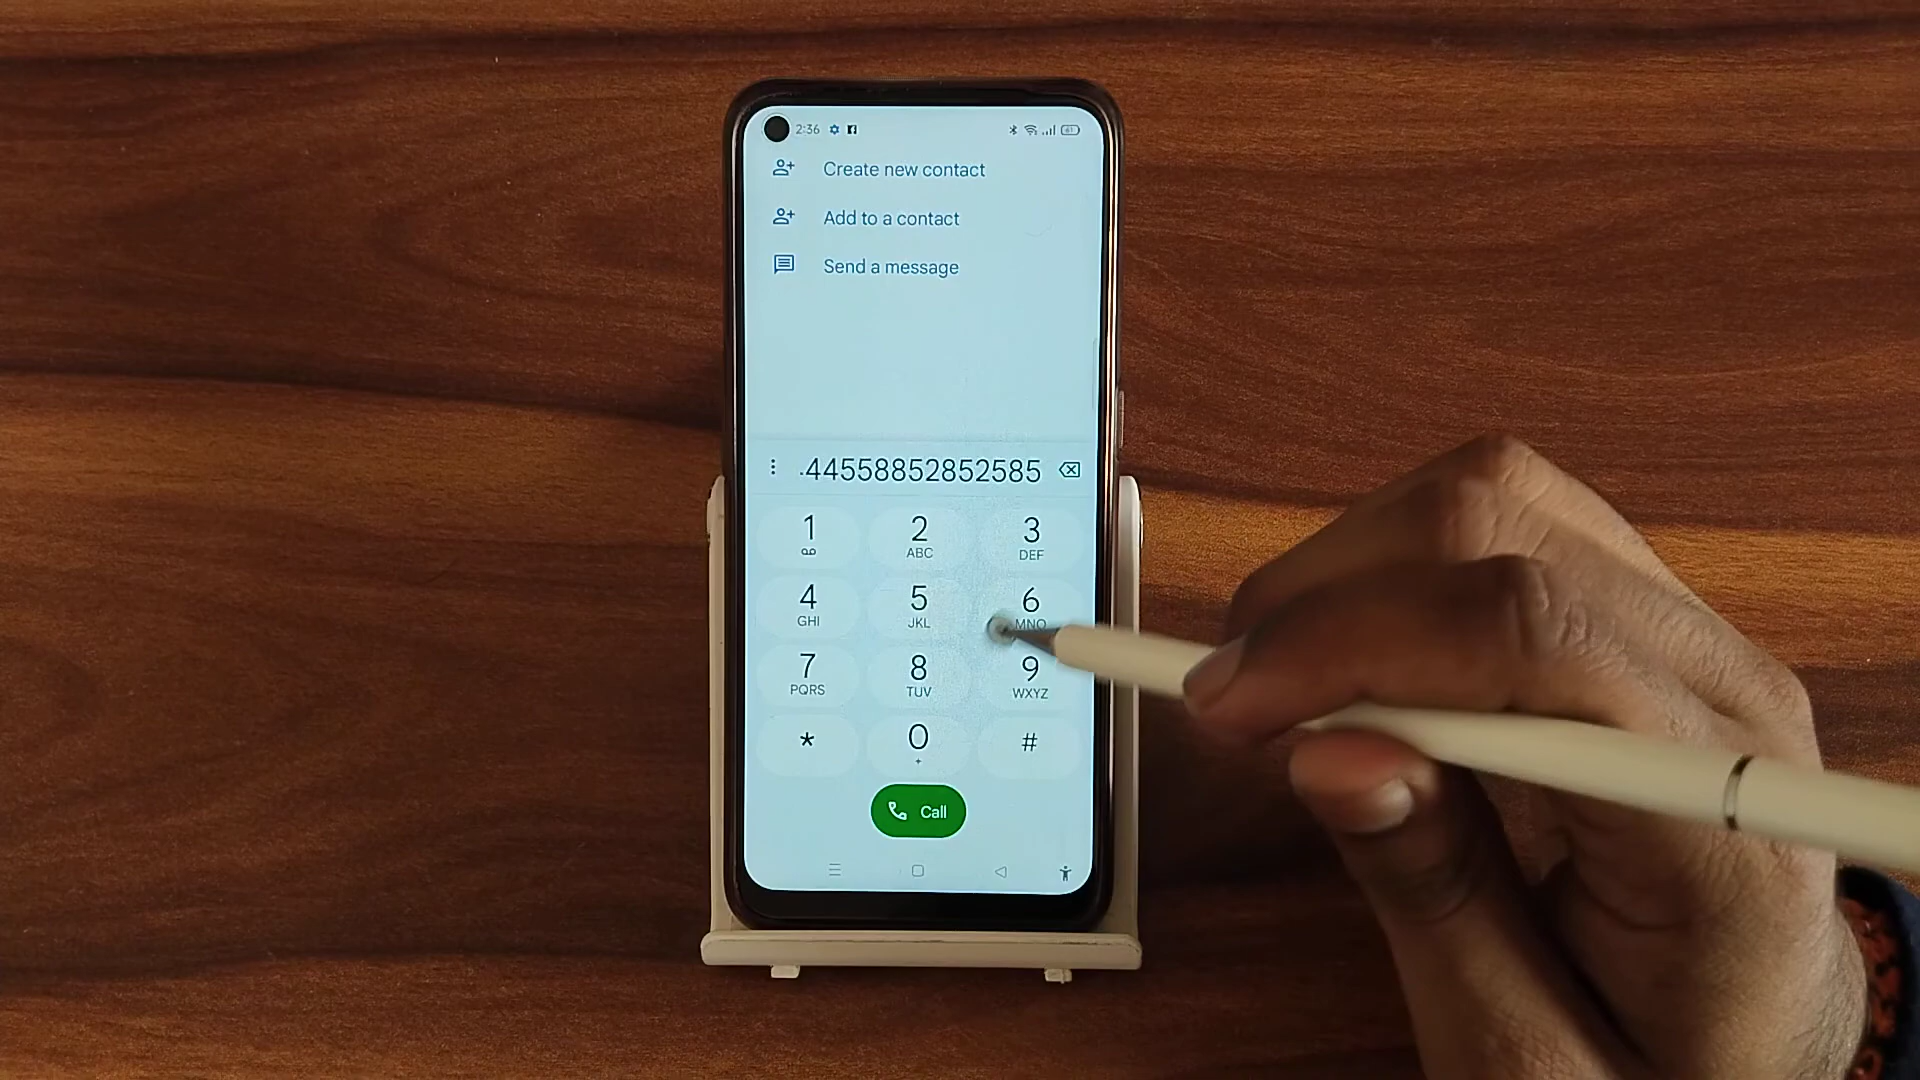 2:36
Create new contact
Add to a contact
Send a message
.44558852852585
1 2 3
ABC DEF
4 5 6
GHI JKL MNO
7 8 9
PQRS TUV WXYZ
* 0 #
+
Call